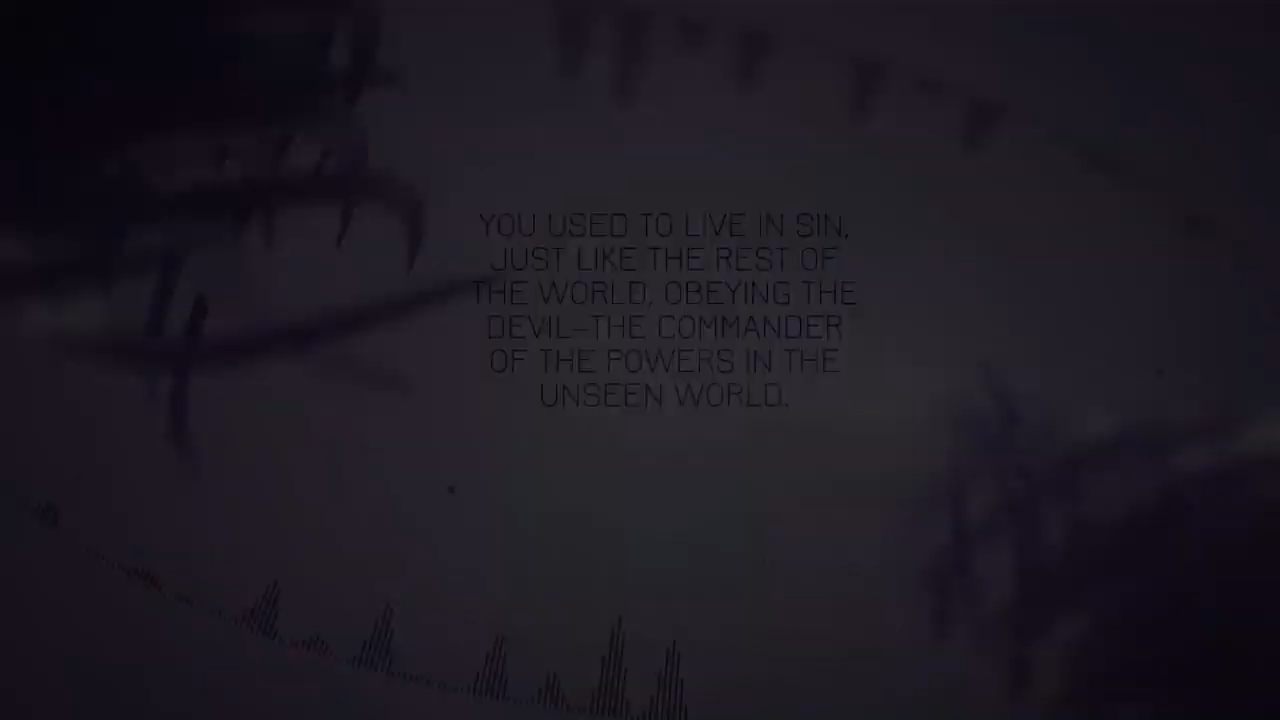 YOU USED TO LIVE IN SIN,
JUST LIKE THE REST OF
THE WORLD, OBEYING THE
DEVIL–THE COMMANDER
OF THE POWERS IN THE
UNSEEN WORLD.